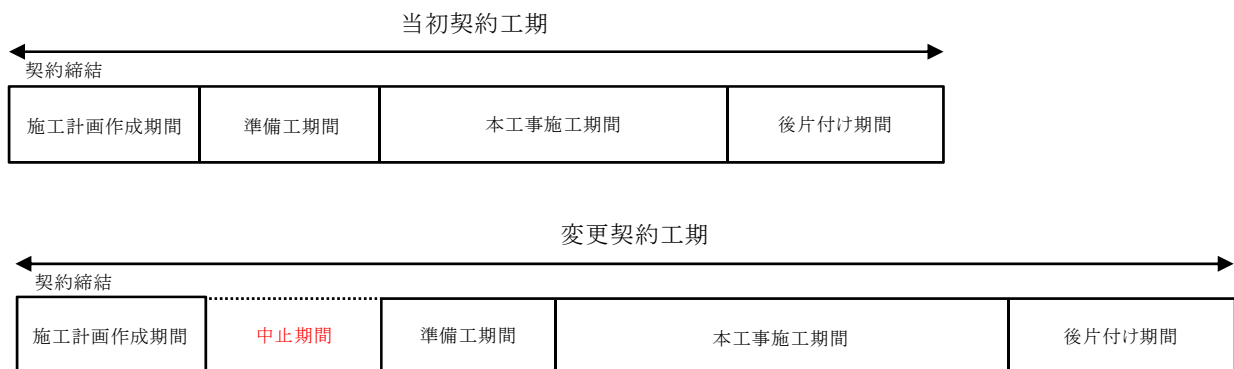 当初契約工期
契約締結
施工計画作成期間 準備工期間 本工事施工期間 後片付け期間
変更契約工期
契約締結
施工計画作成期間 中止期間 準備工期間 本工事施工期間 後片付け期間